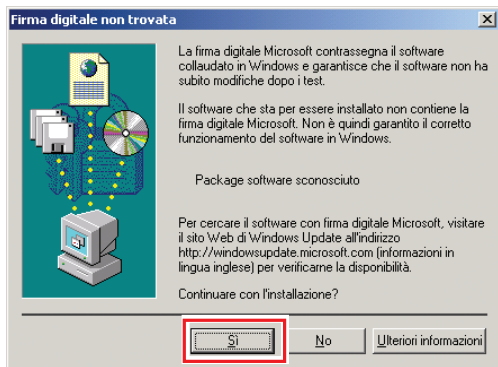 Firma digitale non trovata
La firma digitale Microsoft contrassegna il software
collaudato in Windows e garantisce che il software non ha
subito modifiche dopo i test.
Il software che sta per essere installato non contiene la
firma digitale Microsoft. Non è quindi garantito il corretto
funzionamento del software in Windows.
Package software sconosciuto
Per cercare il software con firma digitale Microsoft, visitare
il sito Web di Windows Update all'indirizzo
http://windowsupdate.microsoft.com (informazioni in
lingua inglese) per verificarne la disponibilità.
Continuare con l'installazione?
Sì No Ulteriori informazioni